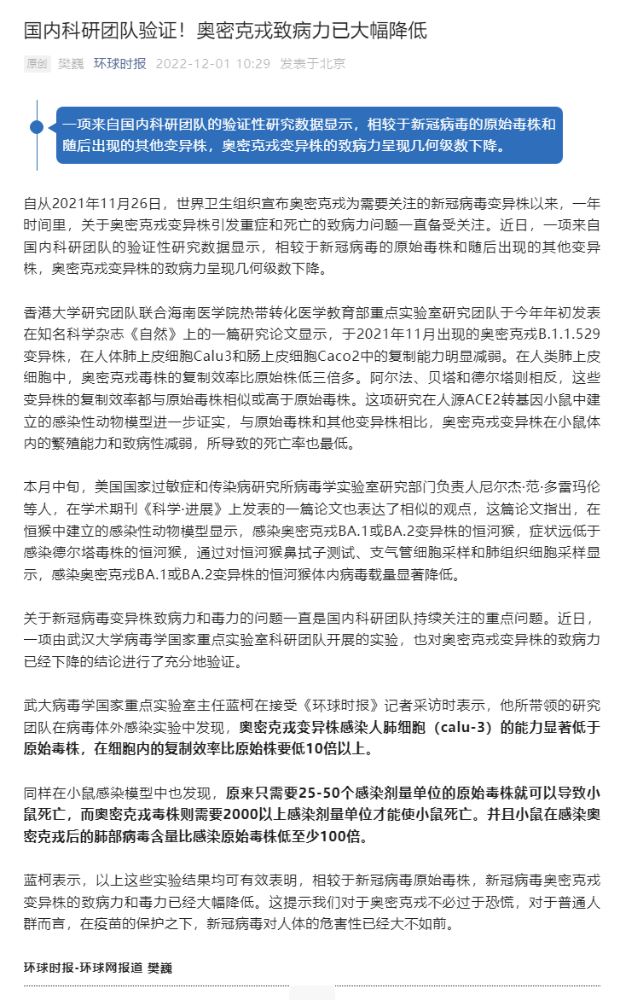 国内科研团队验证！奥密克戎致病力已大幅降低
原创 樊巍 环球时报 2022-12-01 10:29 发表于北京
一项来自国内科研团队的验证性研究数据显示，相较于新冠病毒的原始毒株和
随后出现的其他变异株，奥密克戎变异株的致病力呈现几何级数下降。
自从2021年11月26日，世界卫生组织宣布奥密克戎为需要关注的新冠病毒变异株以来，一年
时间里，关于奥密克戎变异株引发重症和死亡的致病力问题一直备受关注。近日，一项来自
国内科研团队的验证性研究数据显示，相较于新冠病毒的原始毒株和随后出现的其他变异
株，奥密克戎变异株的致病力呈现几何级数下降。
香港大学研究团队联合海南医学院热带转化医学教育部重点实验室研究团队于今年年初发表
在知名科学杂志《自然》上的一篇研究论文显示，于2021年11月出现的奥密克戎B.1.1.529
变异株，在人体肺上皮细胞Calu3和肠上皮细胞Caco2中的复制能力明显减弱。在人类肺上皮
细胞中，奥密克戎毒株的复制效率比原始株低三倍多。阿尔法、贝塔和德尔塔则相反，这些
变异株的复制效率都与原始毒株相似或高于原始毒株。这项研究在人源ACE2转基因小鼠中建
立的感染性动物模型进一步证实，与原始毒株和其他变异株相比，奥密克戎变异株在小鼠体
内的繁殖能力和致病性减弱，所导致的死亡率也最低。
本月中旬，美国国家过敏症和传染病研究所病毒学实验室研究部门负责人尼尔杰·范·多雷玛伦
等人，在学术期刊《科学·进展》上发表的一篇论文也表达了相似的观点，这篇论文指出，在
恒猴中建立的感染性动物模型显示，感染奥密克戎BA.1或BA.2变异株的恒河猴，症状远低于
感染德尔塔毒株的恒河猴，通过对恒河猴鼻拭子测试、支气管细胞采样和肺组织细胞采样显
示，感染奥密克戎BA.1或BA.2变异株的恒河猴体内病毒载量显著降低。
关于新冠病毒变异株致病力和毒力的问题一直是国内科研团队持续关注的重点问题。近日，
一项由武汉大学病毒学国家重点实验室科研团队开展的实验，也对奥密克戎变异株的致病力
已经下降的结论进行了充分地验证。
武大病毒学国家重点实验室主任蓝柯在接受《环球时报》记者采访时表示，他所带领的研究
团队在病毒体外感染实验中发现，奥密克戎变异株感染人肺细胞（calu-3）的能力显著低于
原始毒株，在细胞内的复制效率比原始株要低10倍以上。
同样在小鼠感染模型中也发现，原来只需要25-50个感染剂量单位的原始毒株就可以导致小
鼠死亡，而奥密克戎毒株则需要2000以上感染剂量单位才能使小鼠死亡。并且小鼠在感染奥
密克戎后的肺部病毒含量比感染原始毒株低至少100倍。
蓝柯表示，以上这些实验结果均可有效表明，相较于新冠病毒原始毒株，新冠病毒奥密克戎
变异株的致病力和毒力已经大幅降低。这提示我们对于奥密克戎不必过于恐慌，对于普通人
群而言，在疫苗的保护之下，新冠病毒对人体的危害性已经大不如前。
环球时报-环球网报道 樊巍